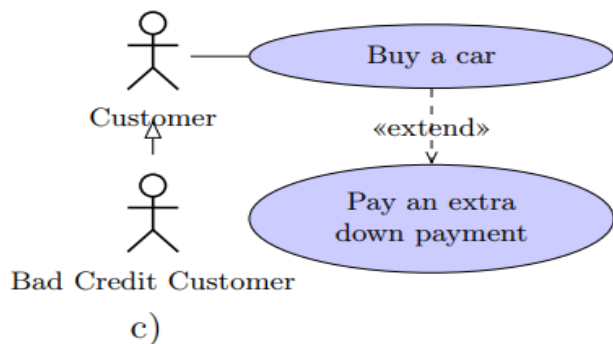 Buy a car
Customer
«extend»
Pay an extra
down payment
Bad Credit Customer
c)